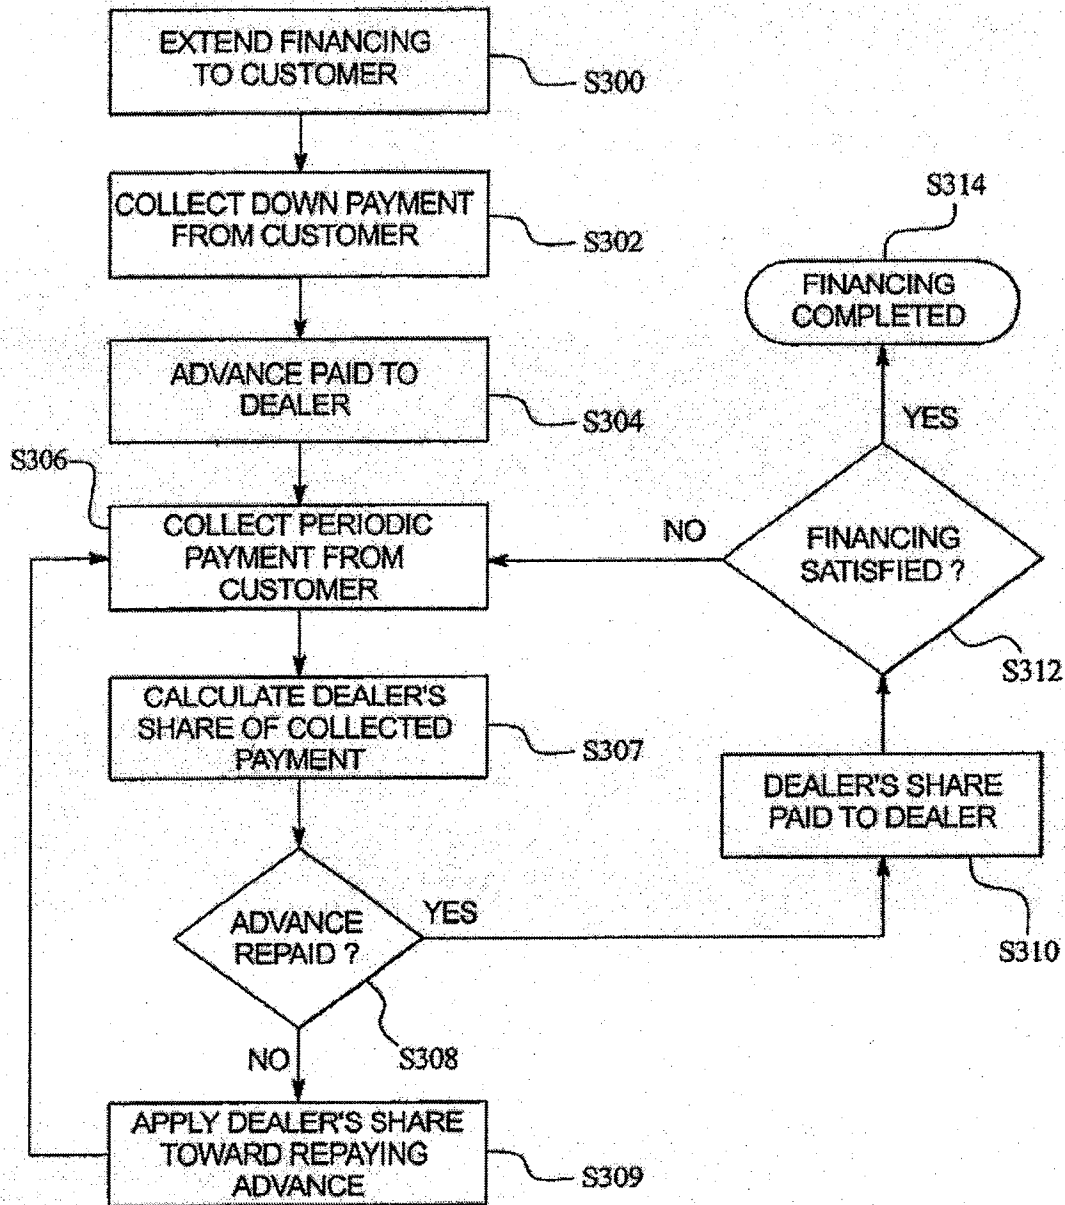 EXTEND FINANCING
TO CUSTOMER
S300
COLLECT DOWN PAYMENT
FROM CUSTOMER
S302
ADVANCE PAID TO
DEALER
S304
S306
COLLECT PERIODIC
PAYMENT FROM
CUSTOMER
CALCULATE DEALER'S
SHARE OF COLLECTED
PAYMENT
S307
ADVANCE
REPAID ?
YES
S308
NO
APPLY DEALER'S SHARE
TOWARD REPAYING
ADVANCE
S309
DEALER'S SHARE
PAID TO DEALER
S310
FINANCING
SATISFIED ?
NO
S312
YES
FINANCING
COMPLETED
S314